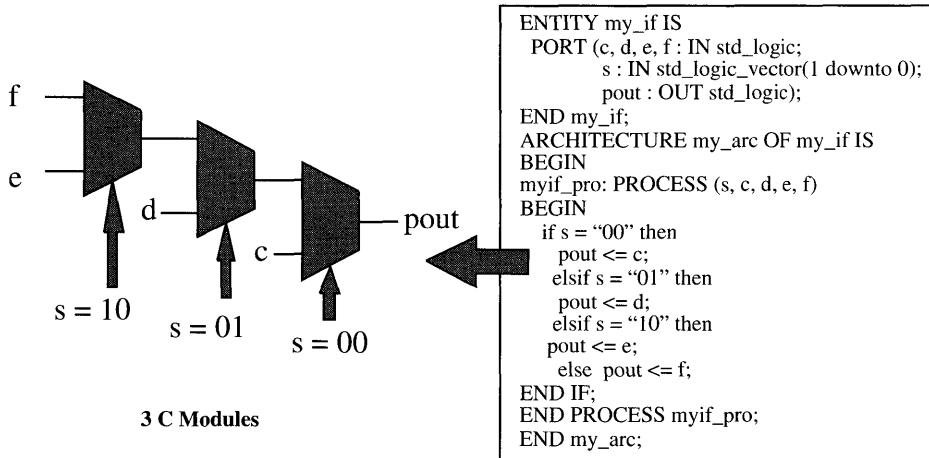 f
e
d
c
pout
s = 10
s = 01
s = 00
3 C Modules
ENTITY my_if IS
PORT (c, d, e, f : IN std_logic;
s : IN std_logic_vector(1 downto 0);
pout : OUT std_logic);
END my_if;
ARCHITECTURE my_arc OF my_if IS
BEGIN
myif_pro: PROCESS (s, c, d, e, f)
BEGIN
if s = “00” then
pout <= c;
elsif s = “01” then
pout <= d;
elsif s = “10” then
pout <= e;
else pout <= f;
END IF;
END PROCESS myif_pro;
END my_arc;